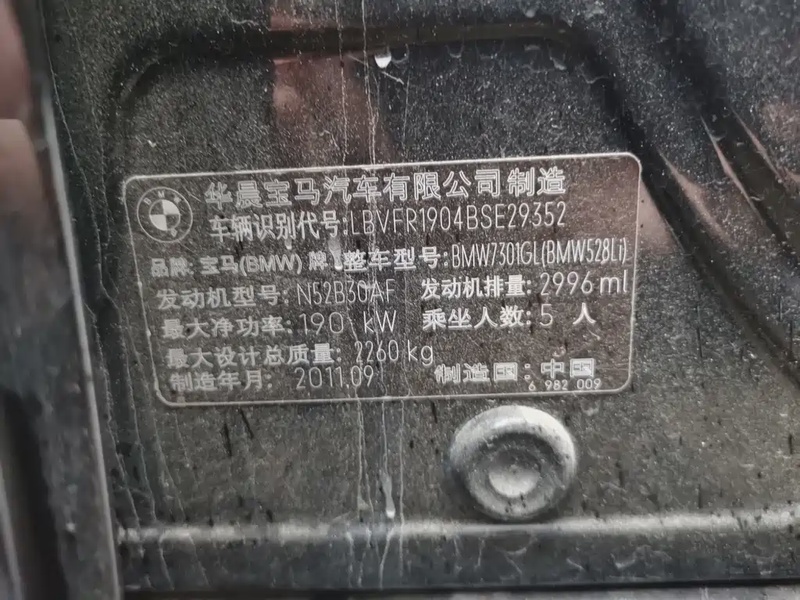 BMW
华晨宝马汽车有限公司制造
车辆识别代号:LBVFR1904BSE29352
品牌: 宝马(BMW) 牌 整车型号:BMW7301GL(BMW528Li)
发动机型号: N52B30AF 发动机排量: 2996ml
最大净功率: 190 kW 乘坐人数: 5 人
最大设计总质量: 2260kg
制造年月: 2011.09 制造国: 中国
6 982 009